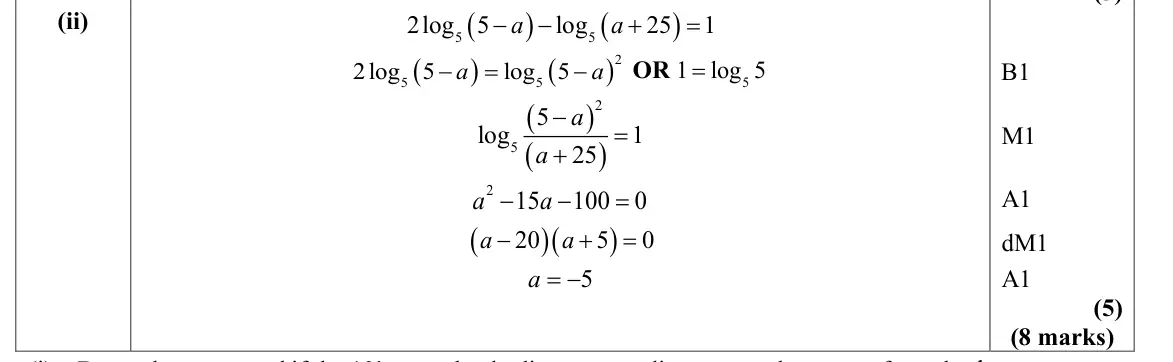 (ii)
2log₅(5−a)−log₅(a+25)=1
2log₅(5−a)=log₅(5−a)² OR 1=log₅5 B1
log₅ (5−a)²/(a+25) =1 M1
a²−15a−100=0 A1
(a−20)(a+5)=0 dM1
a=−5 A1
(5)
(8 marks)